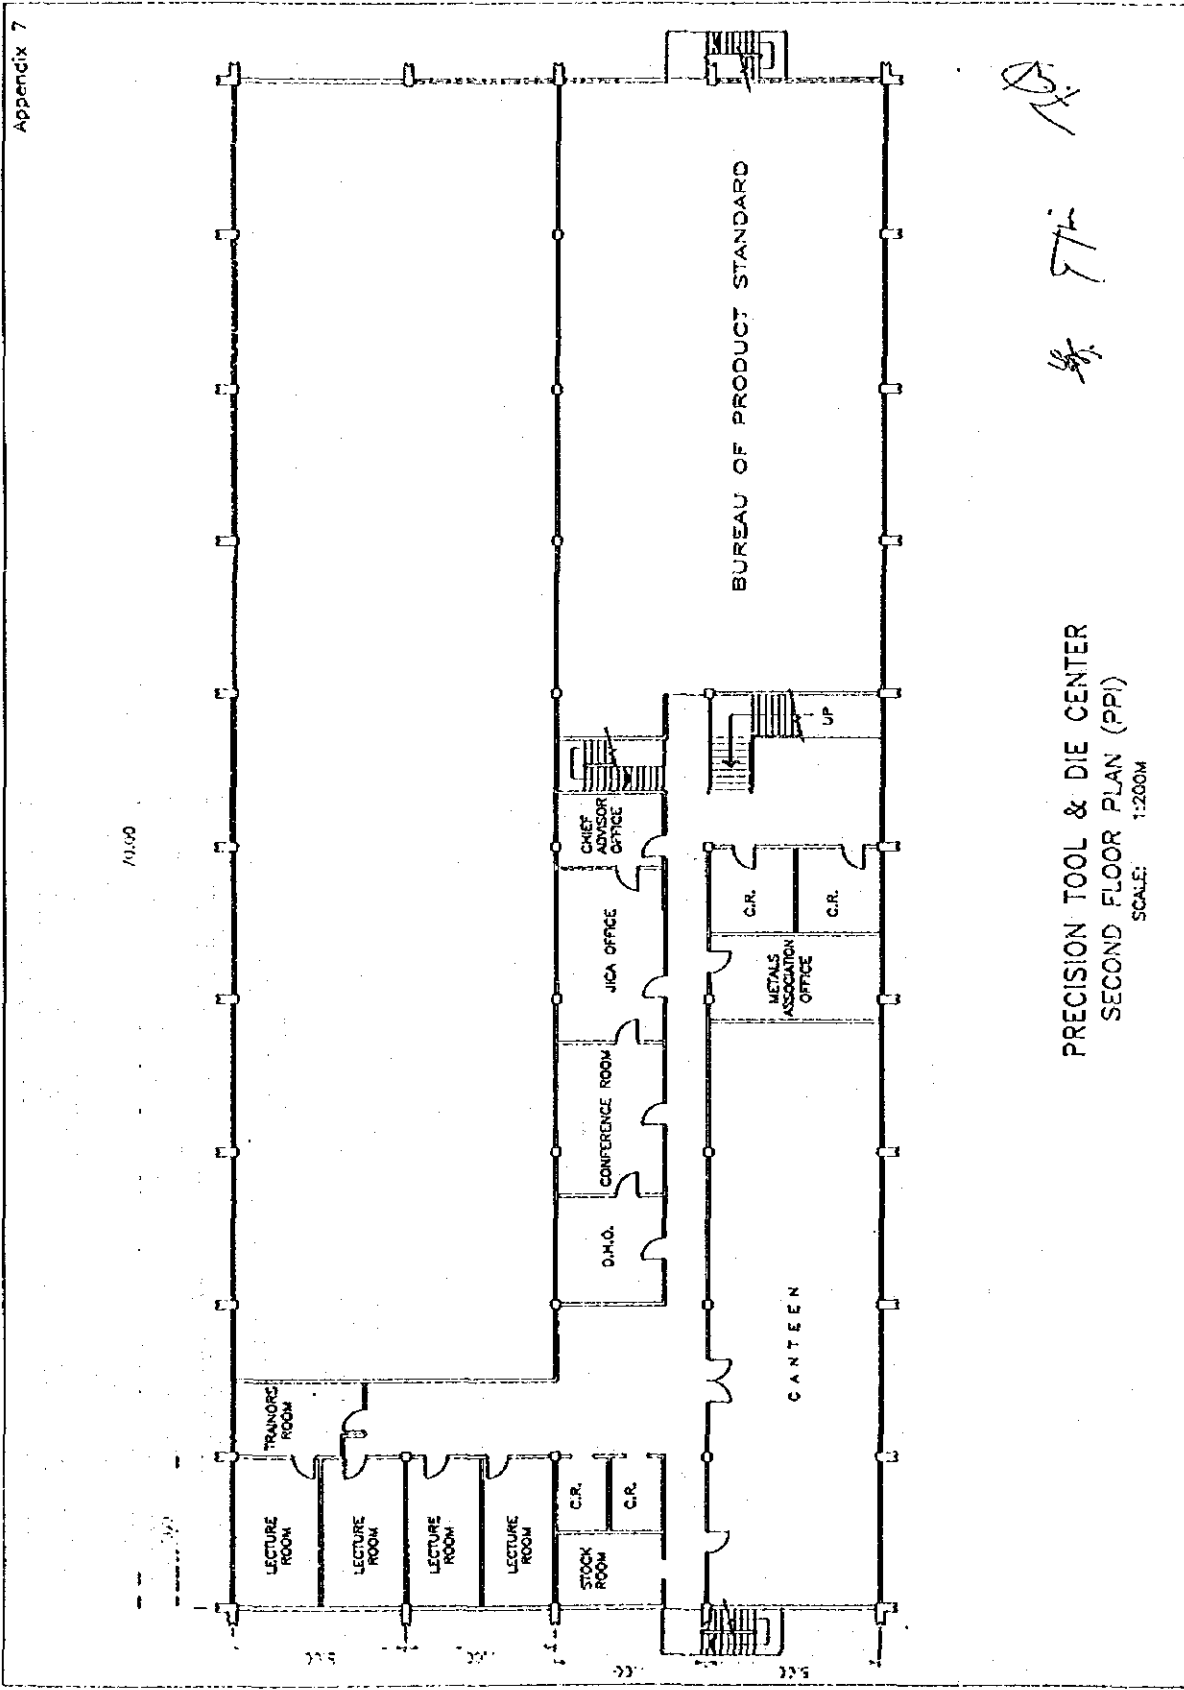 Appendix 7
70.00
BUREAU OF PRODUCT STANDARD
UP
CHIEF
ADVISOR
OFFICE
JICA OFFICE
CONFERENCE ROOM
D.H.O.
C.R.
C.R.
METALS
ASSOCIATION
OFFICE
CANTEEN
TRAINORS
ROOM
LECTURE
ROOM
LECTURE
ROOM
LECTURE
ROOM
LECTURE
ROOM
C.R.
C.R.
STOCK
ROOM
PRECISION TOOL & DIE CENTER
SECOND FLOOR PLAN (PPI)
SCALE: 1:200M